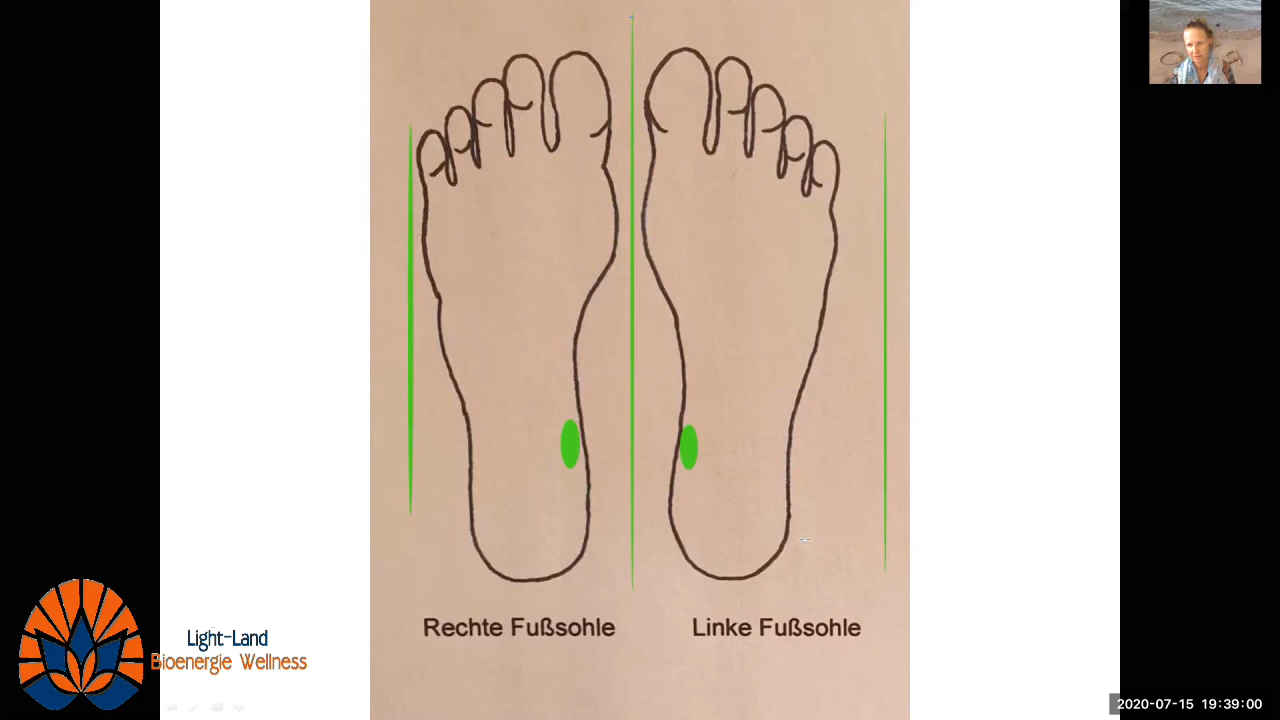 Rechte Fußsohle
Linke Fußsohle
Light-Land
Bioenergie Wellness
2020-07-15 19:39:00